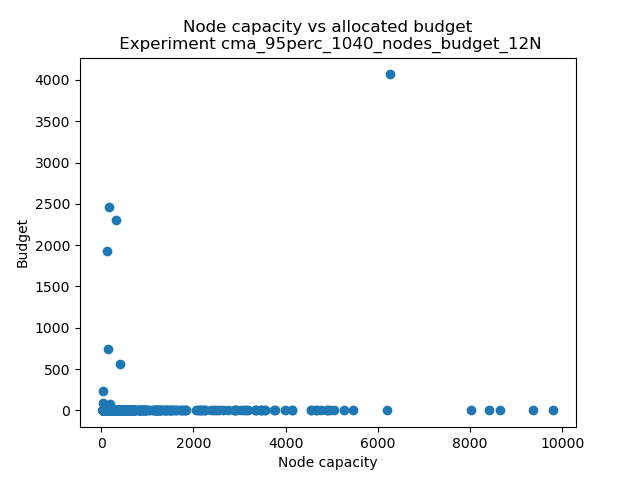 Node capacity vs allocated budget
Experiment cma_95perc_1040_nodes_budget_12N
4000
3500
3000
2500
2000
1500
1000
500
0
Budget
0 2000 4000 6000 8000 10000
Node capacity